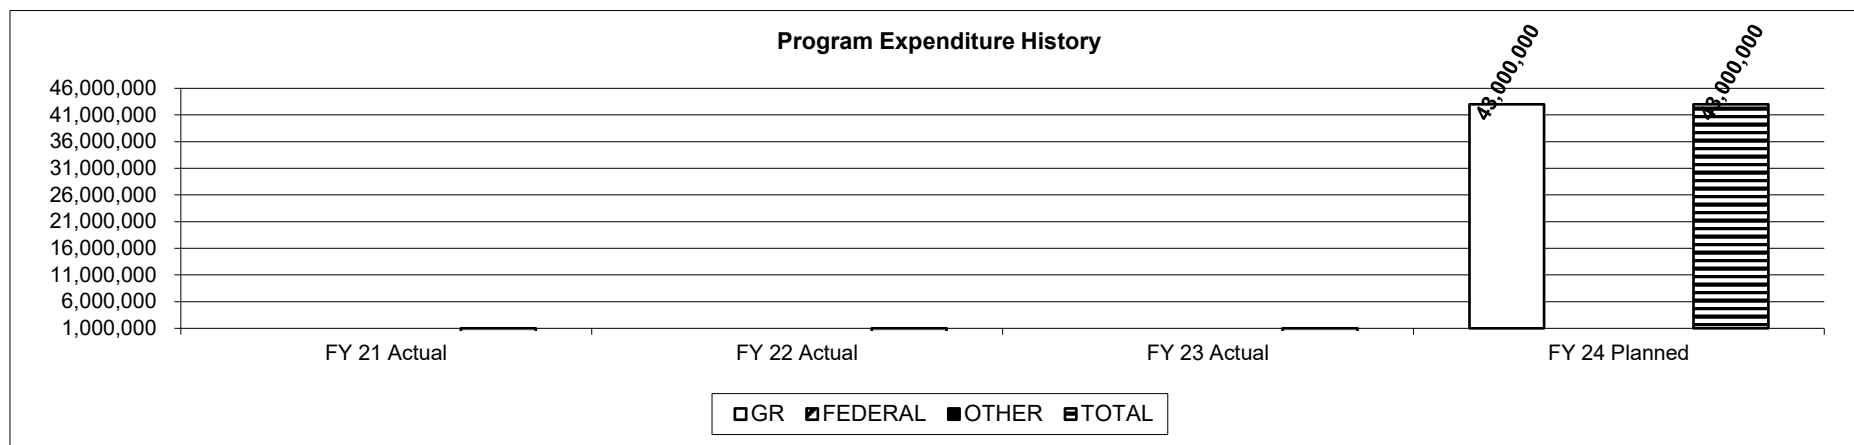 Program Expenditure History
43,000,000
43,000,000
46,000,000
41,000,000
36,000,000
31,000,000
26,000,000
21,000,000
16,000,000
11,000,000
6,000,000
1,000,000
FY 21 Actual
FY 22 Actual
FY 23 Actual
FY 24 Planned
GR FEDERAL OTHER TOTAL